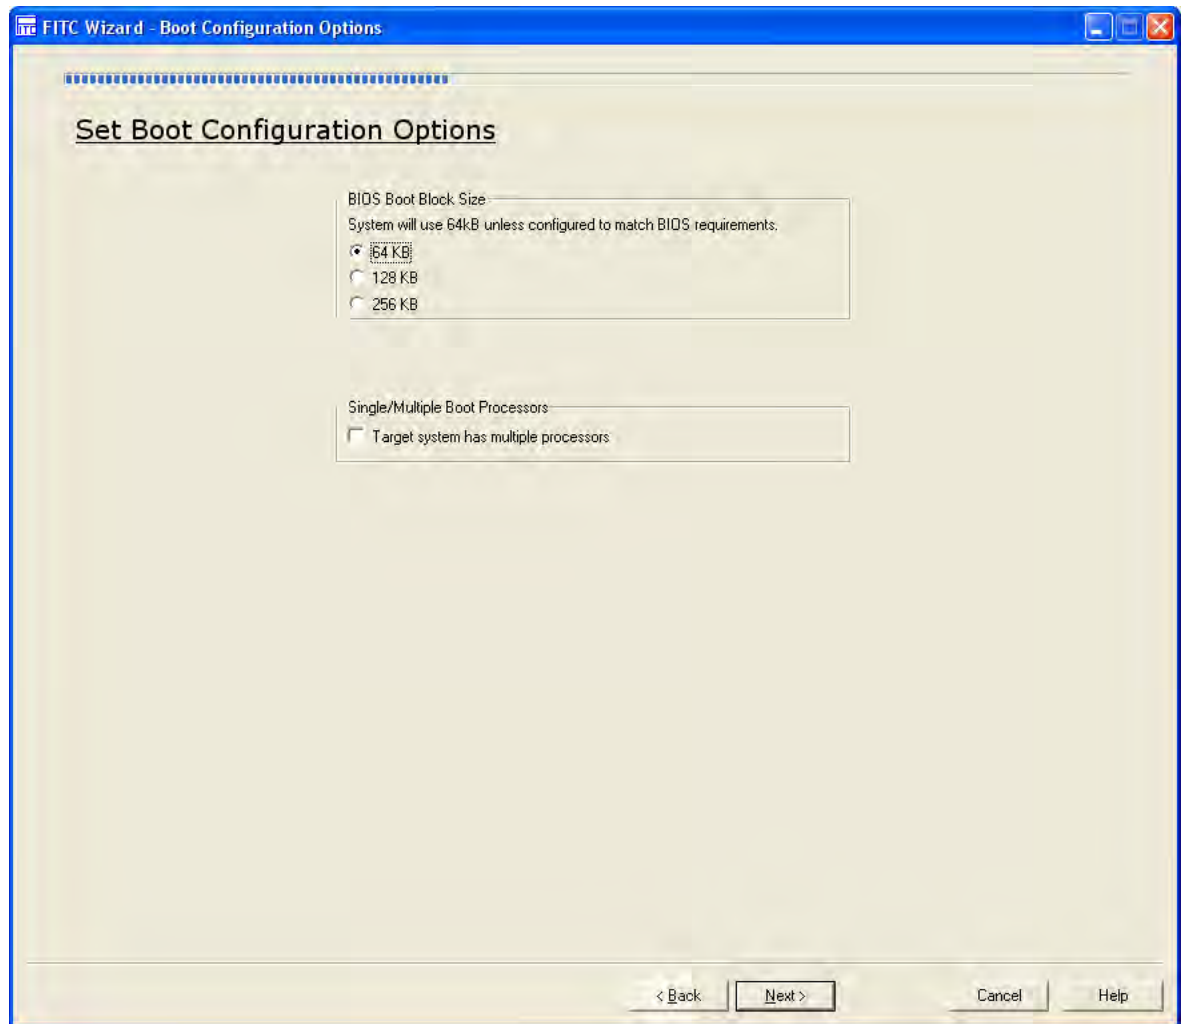 FITC Wizard - Boot Configuration Options
Set Boot Configuration Options
BIOS Boot Block Size
System will use 64kB unless configured to match BIOS requirements.
64 KB
128 KB
256 KB
Single/Multiple Boot Processors
Target system has multiple processors
< Back
Next >
Cancel
Help